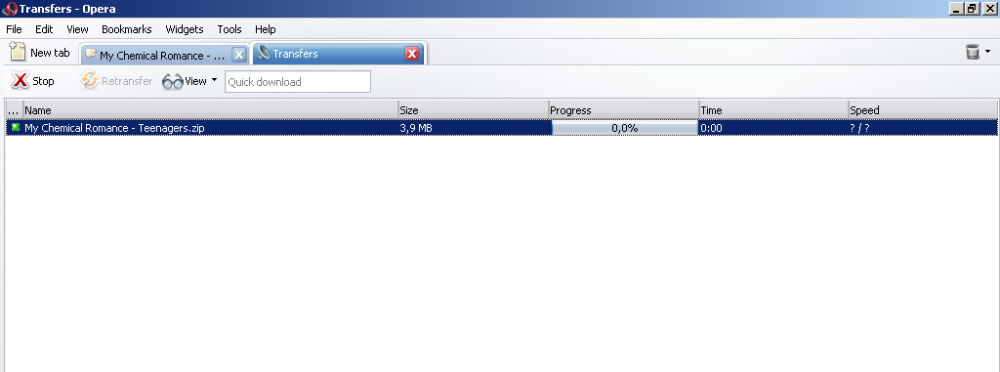 Transfers - Opera
File Edit View Bookmarks Widgets Tools Help
New tab My Chemical Romance - ... Transfers
Stop Retransfer View Quick download
... Name Size Progress Time Speed
My Chemical Romance - Teenagers.zip 3,9 MB 0,0% 0:00 ? / ?